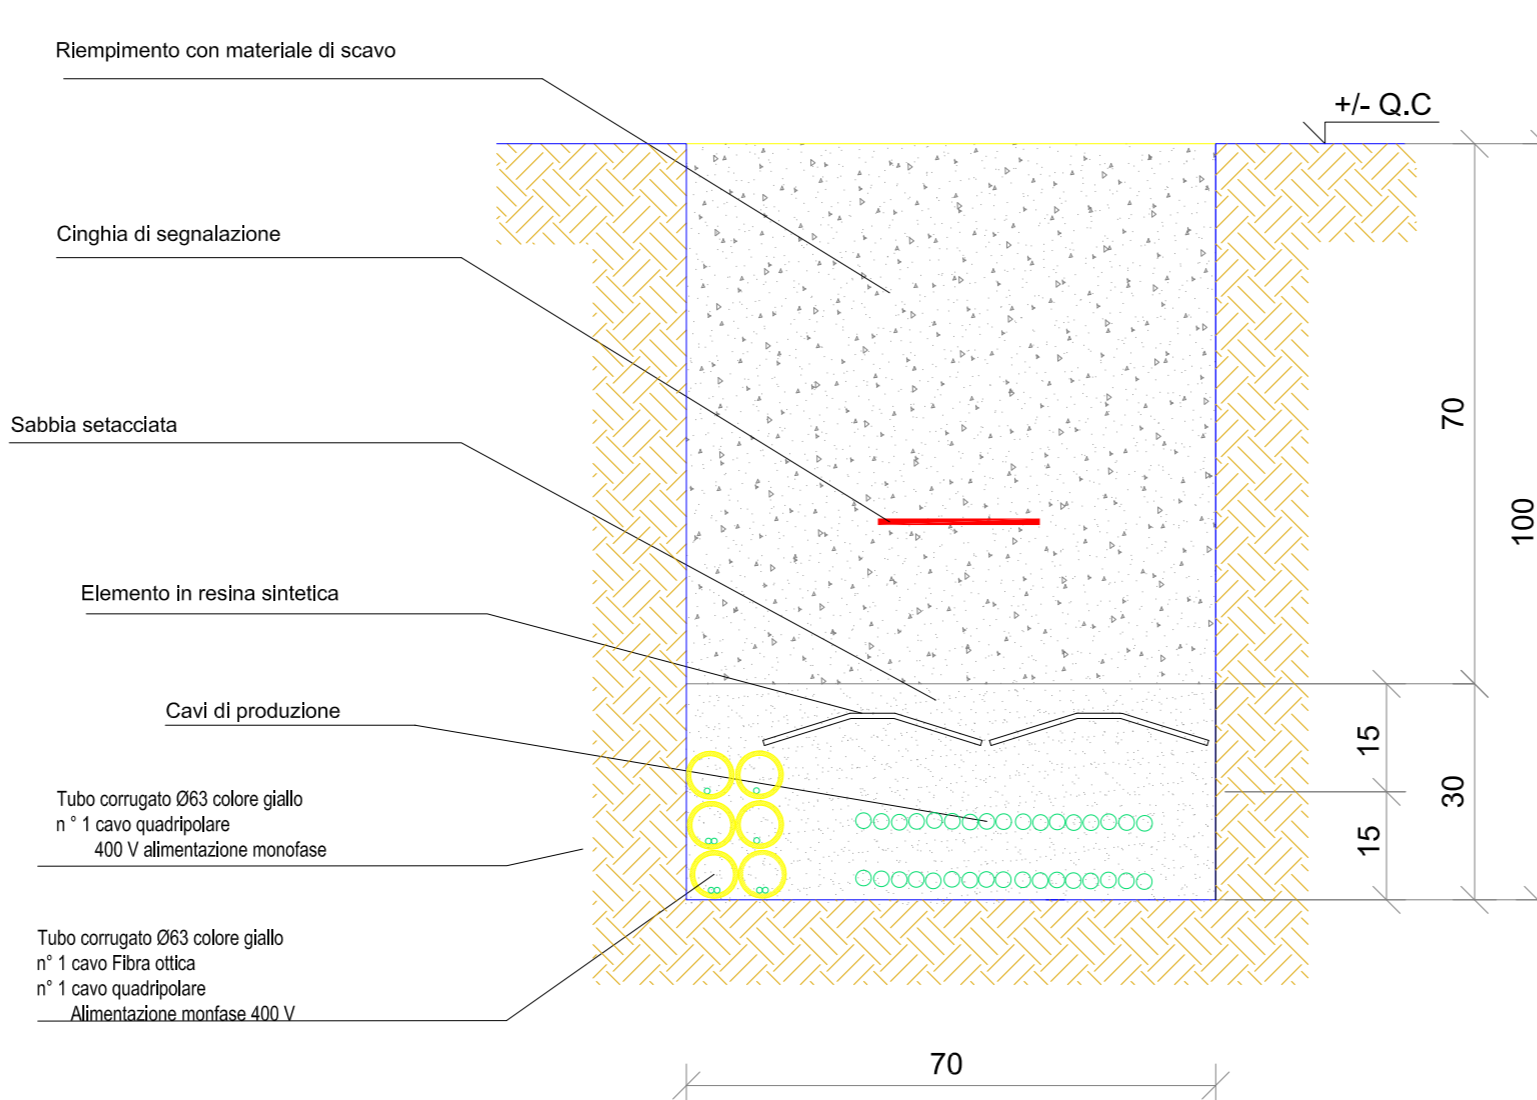 Riempimento con materiale di scavo
+/- Q.C
Cinghia di segnalazione
Sabbia setacciata
70
100
Elemento in resina sintetica
Cavi di produzione
15
30
15
Tubo corrugato Ø63 colore giallo
n ° 1 cavo quadripolare
400 V alimentazione monofase
Tubo corrugato Ø63 colore giallo
n° 1 cavo Fibra ottica
n° 1 cavo quadripolare
Alimentazione monfase 400 V
70